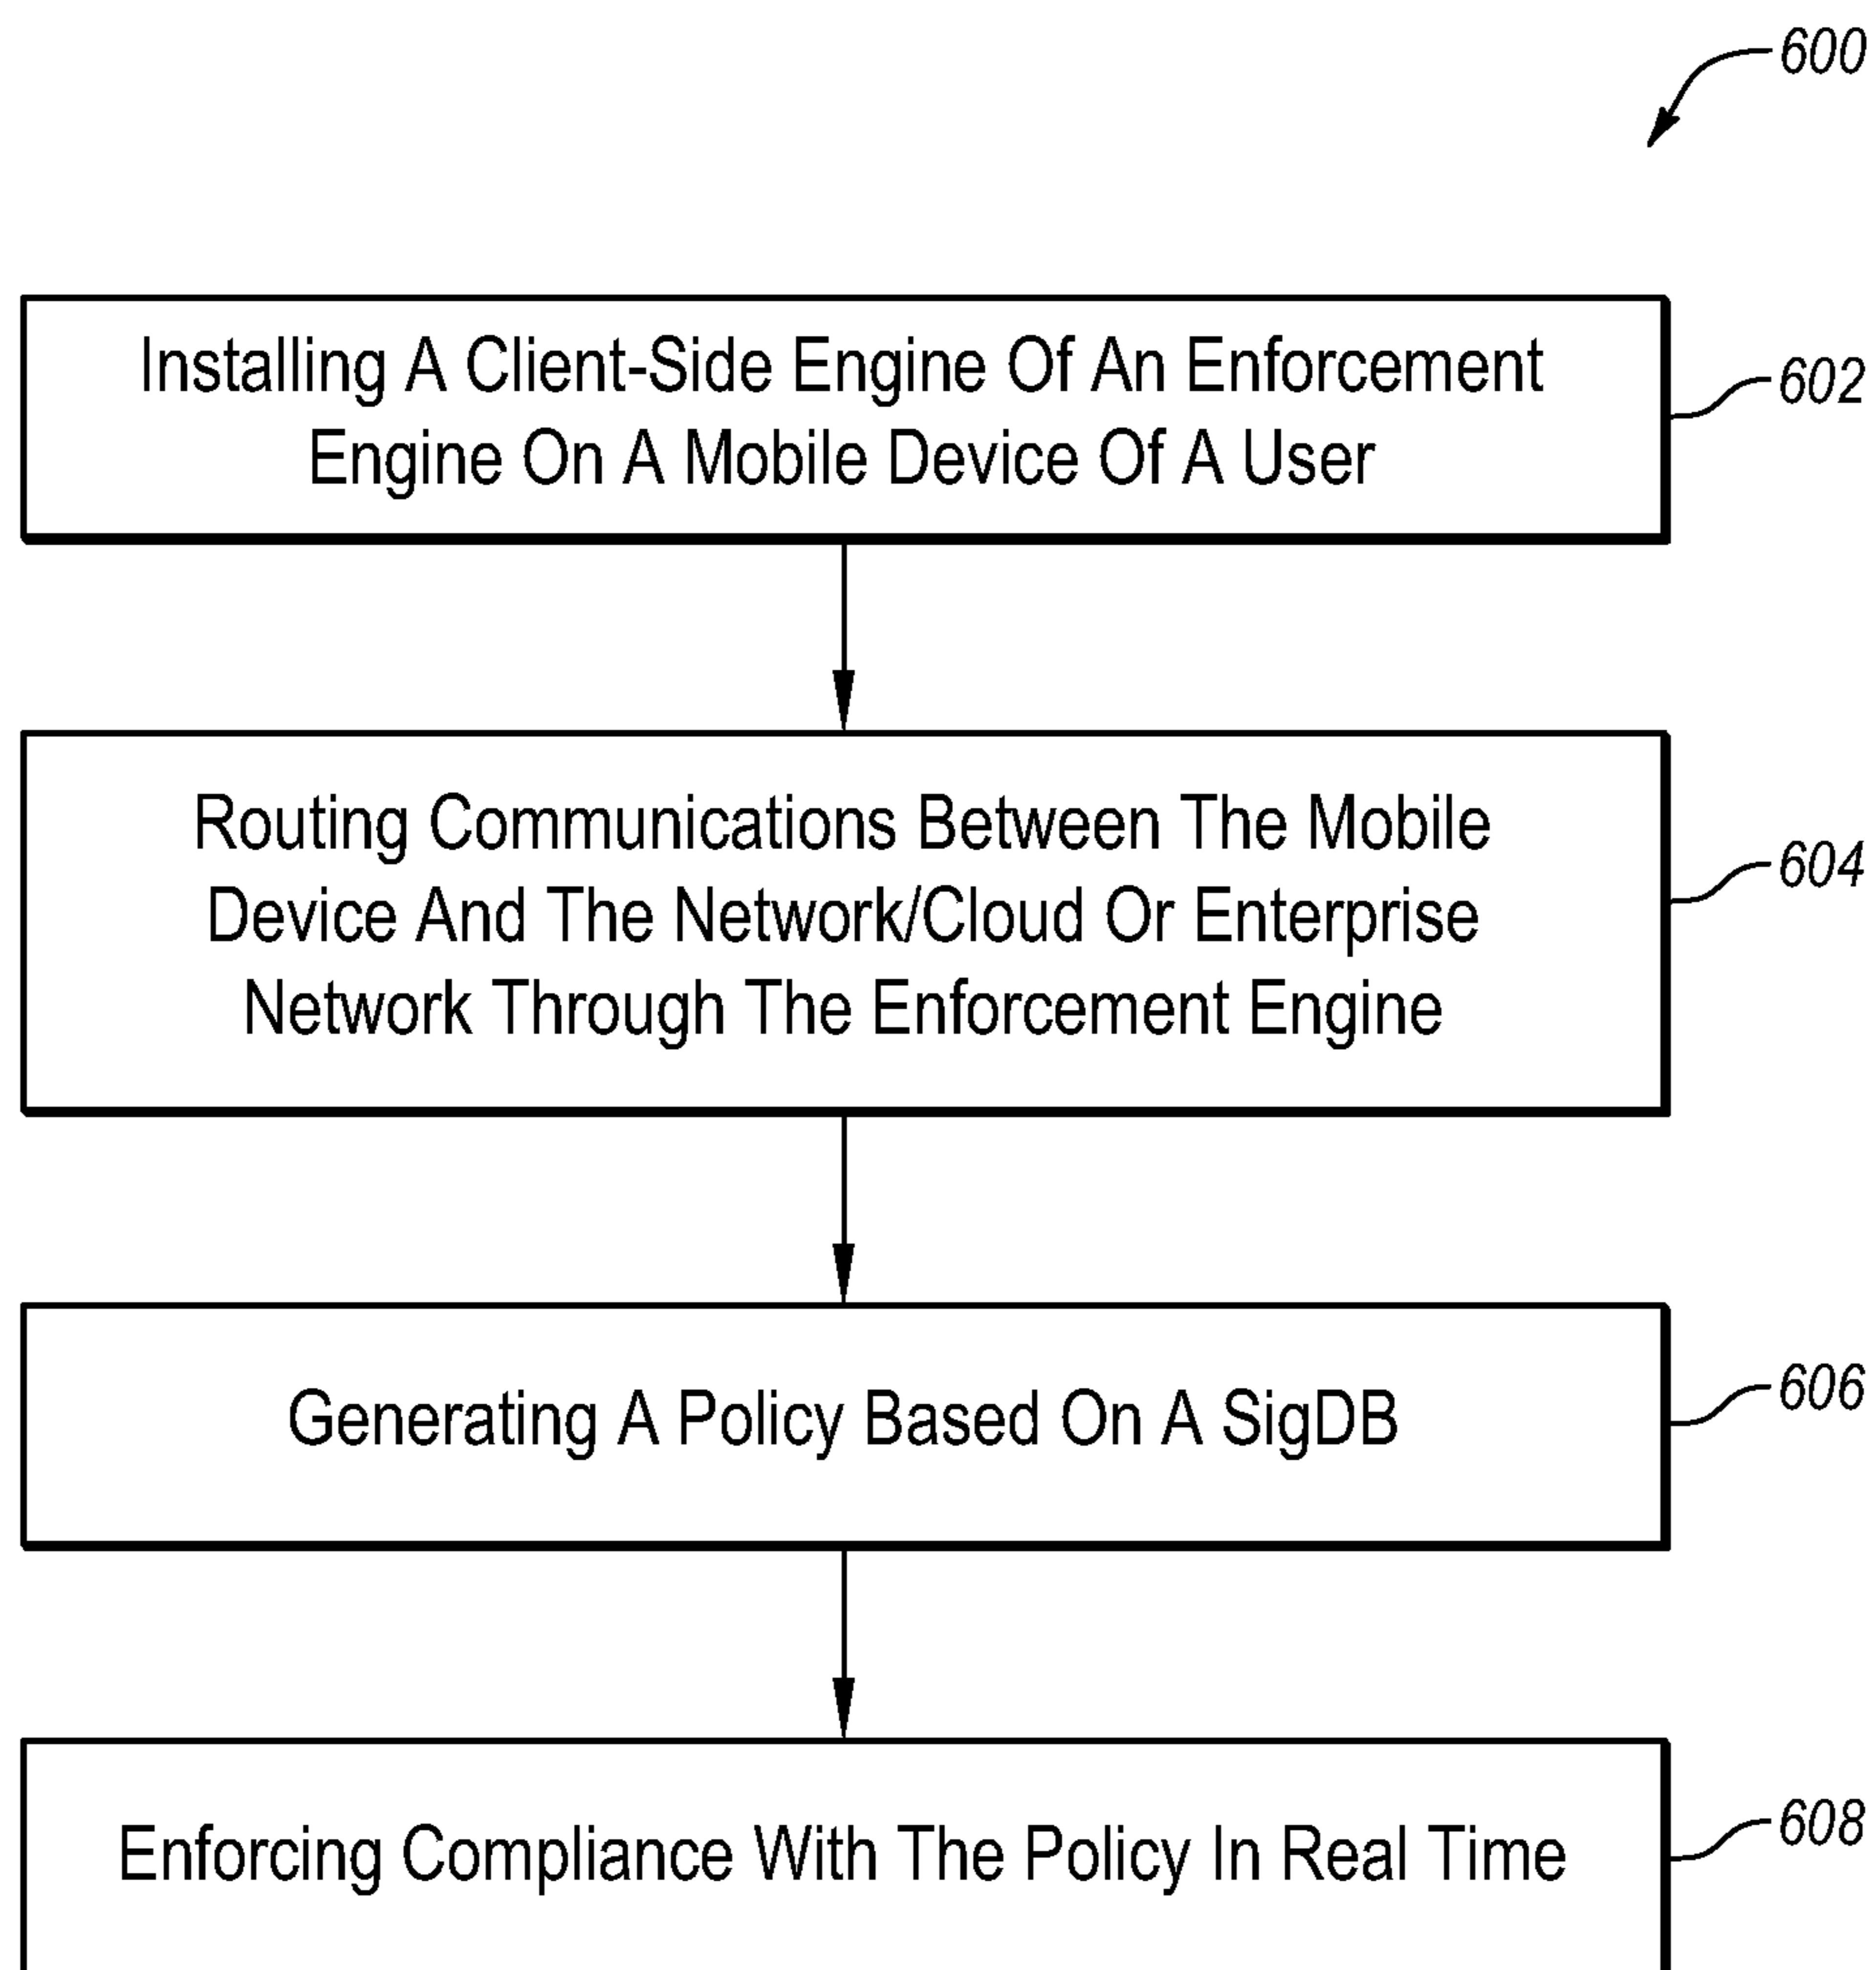 600
Installing A Client-Side Engine Of An Enforcement
Engine On A Mobile Device Of A User
602
Routing Communications Between The Mobile
Device And The Network/Cloud Or Enterprise
Network Through The Enforcement Engine
604
Generating A Policy Based On A SigDB
606
Enforcing Compliance With The Policy In Real Time
608